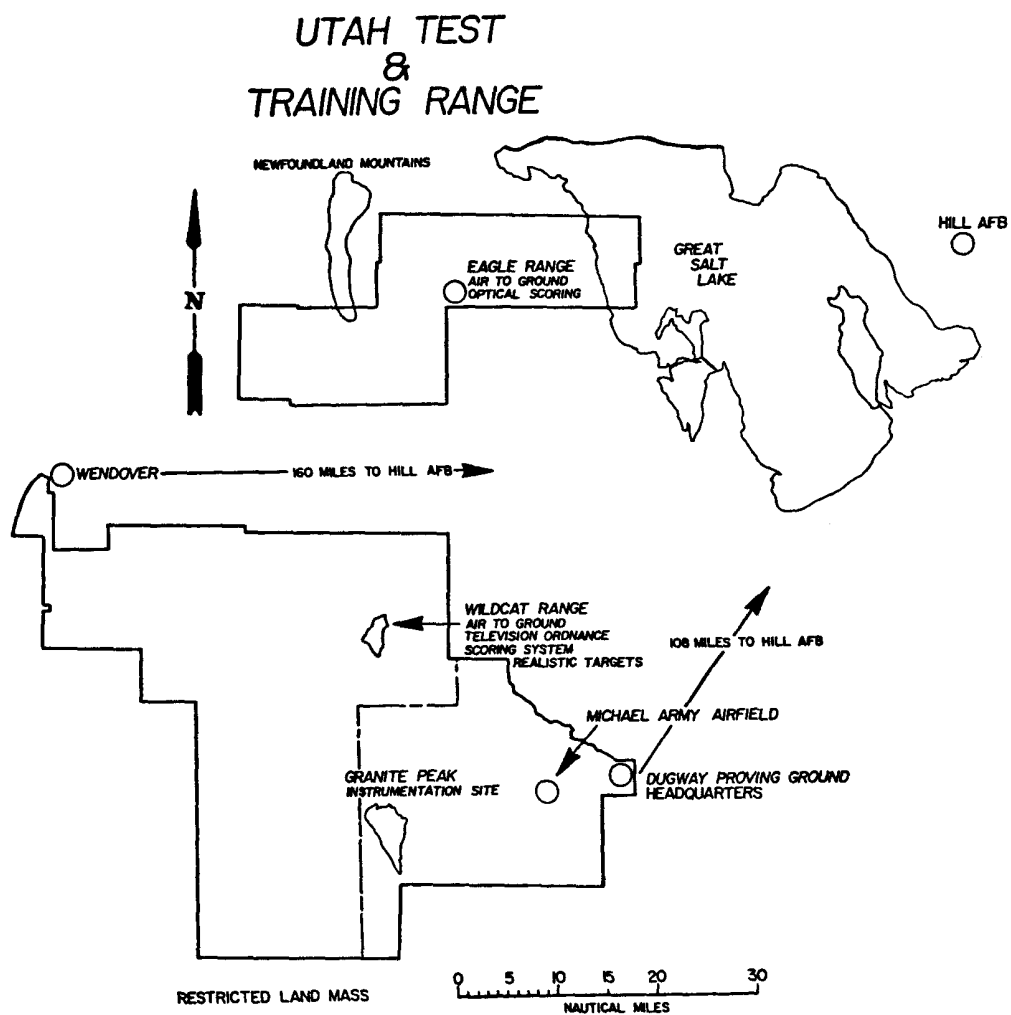 UTAH TEST
&
TRAINING RANGE
NEWFOUNDLAND MOUNTAINS
HILL AFB
GREAT
SALT
LAKE
EAGLE RANGE
AIR TO GROUND
OPTICAL SCORING
N
WENDOVER
160 MILES TO HILL AFB
WILDCAT RANGE
AIR TO GROUND
TELEVISION ORDNANCE
SCORING SYSTEM
REALISTIC TARGETS
108 MILES TO HILL AFB
MICHAEL ARMY AIRFIELD
GRANITE PEAK
INSTRUMENTATION SITE
DUGWAY PROVING GROUND
HEADQUARTERS
RESTRICTED LAND MASS
0 5 10 15 20 30
NAUTICAL MILES